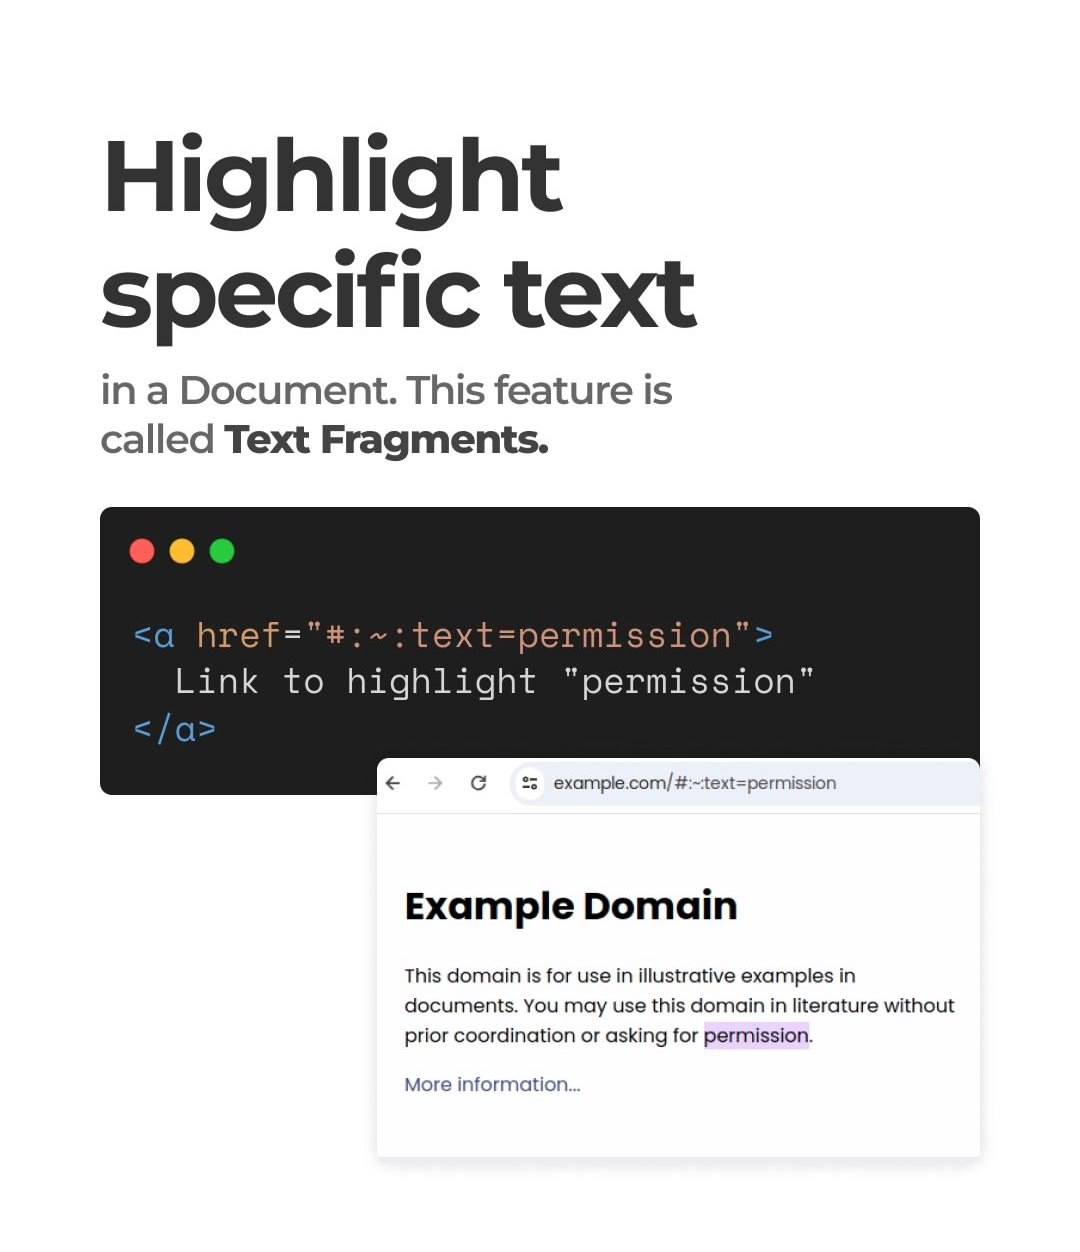 Highlight
specific text
in a Document. This feature is
called Text Fragments.
<a href="#:~:text=permission">
Link to highlight "permission"
</a>
example.com/#:~:text=permission
Example Domain
This domain is for use in illustrative examples in
documents. You may use this domain in literature without
prior coordination or asking for permission.
More information...